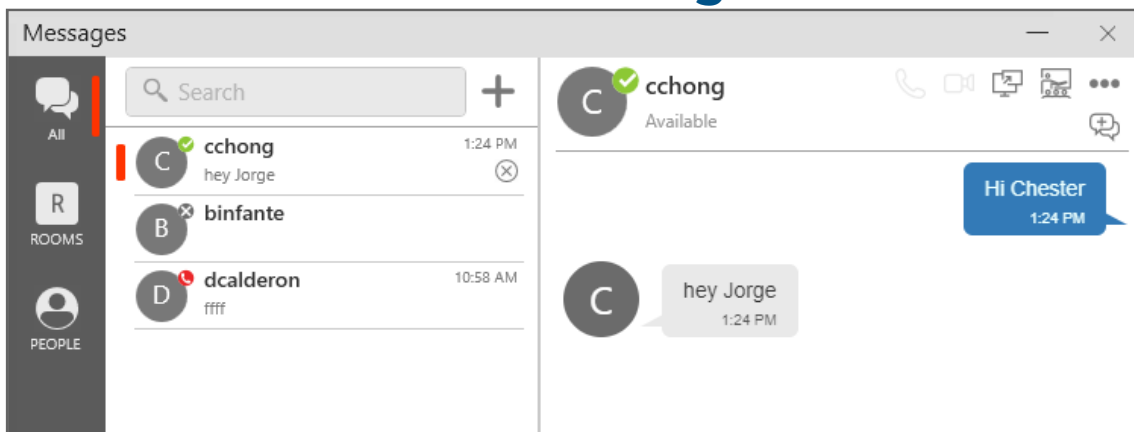 Messages
All
R
ROOMS
PEOPLE
Search
C
cchong
1:24 PM
hey Jorge
B
binfante
D
dcalderon
10:58 AM
ffff
C
cchong
Available
Hi Chester
1:24 PM
C
hey Jorge
1:24 PM